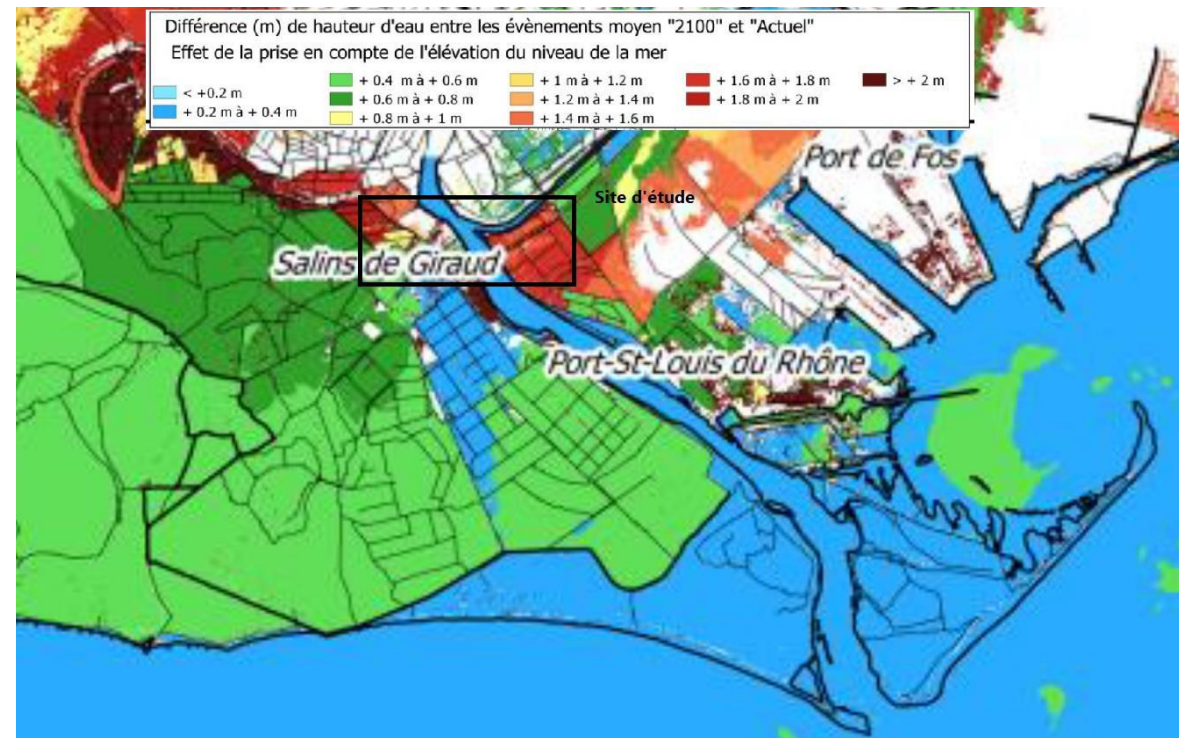 Différence (m) de hauteur d'eau entre les évènements moyen "2100" et "Actuel"
Effet de la prise en compte de l'élévation du niveau de la mer
< +0.2 m
+ 0.2 m à + 0.4 m
+ 0.4 m à + 0.6 m
+ 0.6 m à + 0.8 m
+ 0.8 m à + 1 m
+ 1 m à + 1.2 m
+ 1.2 m à + 1.4 m
+ 1.4 m à + 1.6 m
+ 1.6 m à + 1.8 m
+ 1.8 m à + 2 m
> + 2 m
Port de Fos
Site d'étude
Salins de Giraud
Port-St-Louis du Rhône